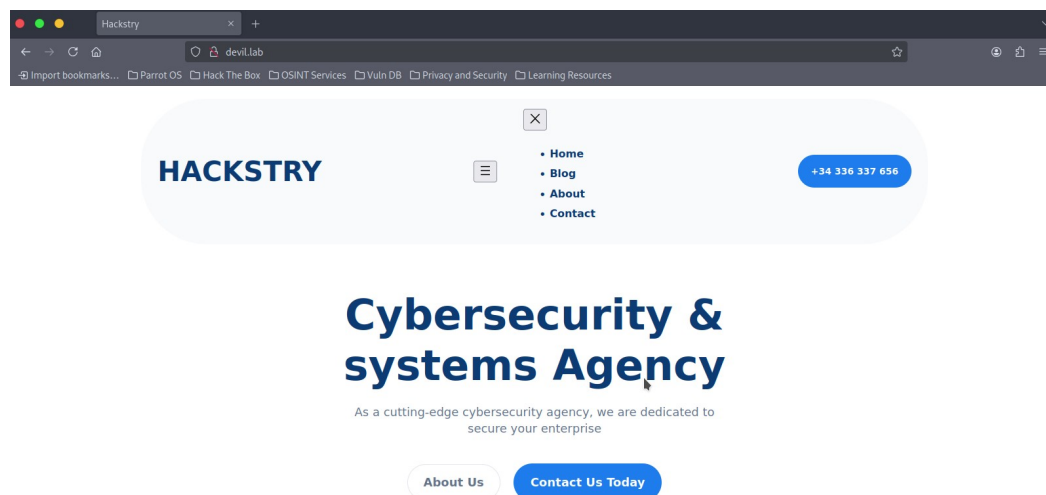 Hackstry
devil.lab
Import bookmarks... Parrot OS Hack The Box OSINT Services Vuln DB Privacy and Security Learning Resources
HACKSTRY
• Home
• Blog
• About
• Contact
+34 336 337 656
Cybersecurity &
systems Agency
As a cutting-edge cybersecurity agency, we are dedicated to
secure your enterprise
About Us Contact Us Today